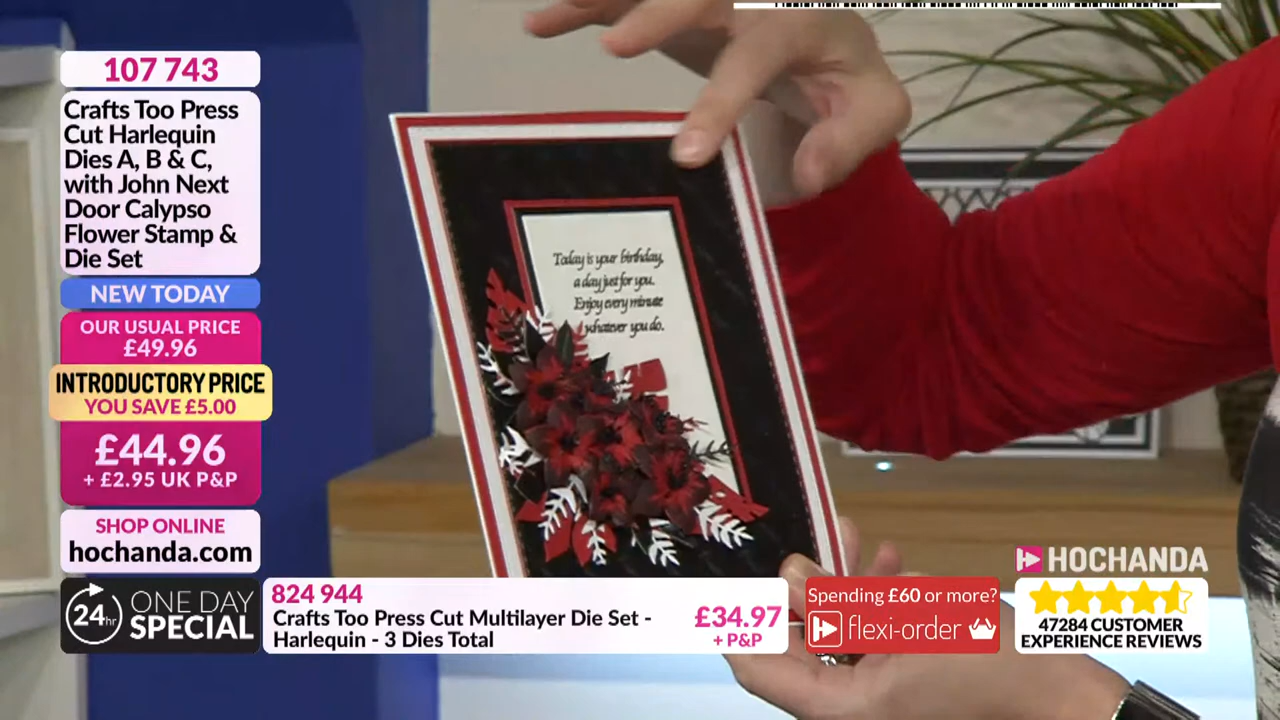 107 743
Crafts Too Press
Cut Harlequin
Dies A, B & C,
with John Next
Door Calypso
Flower Stamp &
Die Set
NEW TODAY
OUR USUAL PRICE
£49.96
INTRODUCTORY PRICE
YOU SAVE £5.00
£44.96
+ £2.95 UK P&P
SHOP ONLINE
hochanda.com
Today is your birthday,
a day just for you.
Enjoy every minute
whatever you do.
24hr
ONE DAY
SPECIAL
824 944
Crafts Too Press Cut Multilayer Die Set -
Harlequin - 3 Dies Total
£34.97
+ P&P
Spending £60 or more?
flexi-order
HOCHANDA
47284 CUSTOMER
EXPERIENCE REVIEWS